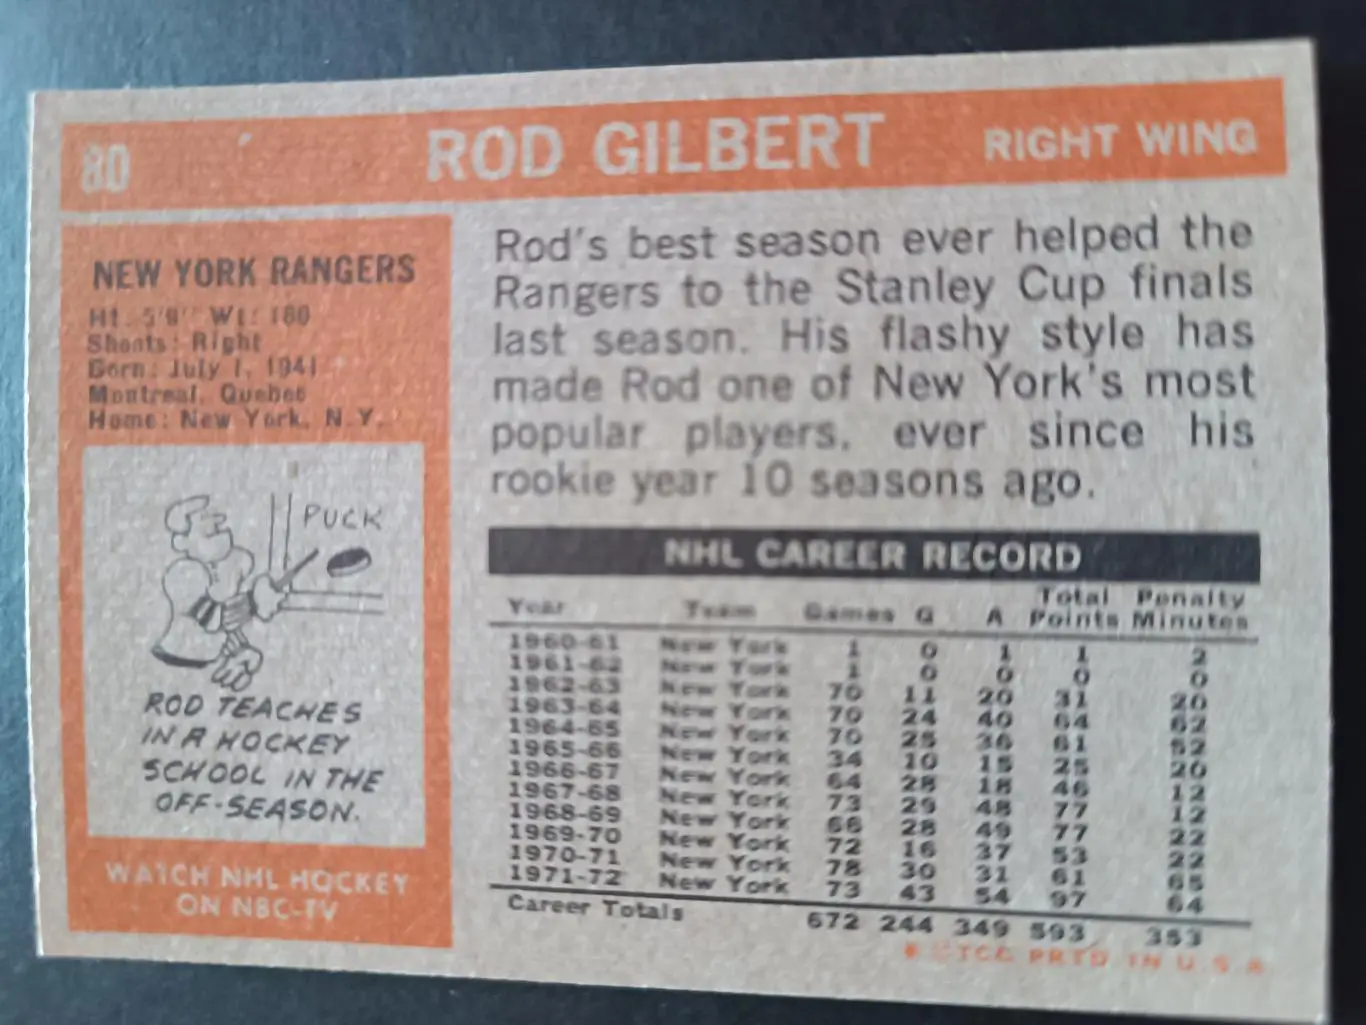 80 ROD GILBERT RIGHT WING
NEW YORK RANGERS
Ht. 5'9" Wt: 180
Shoots: Right
Born: July 1, 1941
Montreal, Quebec
Home: New York, N.Y.
PUCK
ROD TEACHES
IN A HOCKEY
SCHOOL IN THE
OFF-SEASON.
WATCH NHL HOCKEY
ON NBC-TV
Rod's best season ever helped the
Rangers to the Stanley Cup finals
last season. His flashy style has
made Rod one of New York's most
popular players, ever since his
rookie year 10 seasons ago.
NHL CAREER RECORD
Year Team Games G A Total Points Penalty Minutes
1960-61 New York 1 0 1 1 2
1961-62 New York 1 0 0 0 0
1962-63 New York 70 11 20 31 20
1963-64 New York 70 24 40 64 62
1964-65 New York 70 25 36 61 52
1965-66 New York 34 10 15 25 20
1966-67 New York 64 28 18 46 12
1967-68 New York 73 29 48 77 12
1968-69 New York 66 28 49 77 22
1969-70 New York 72 16 37 53 22
1970-71 New York 78 30 31 61 65
1971-72 New York 73 43 54 97 64
Career Totals 672 244 349 593 353
* © TCG PRTD IN U.S.A.